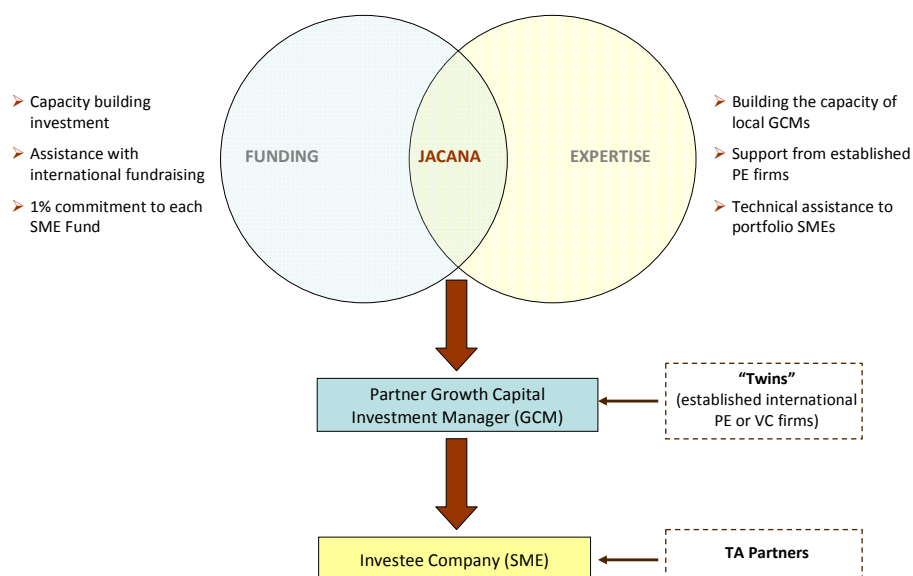 ➢ Capacity building
investment
➢ Assistance with
international fundraising
➢ 1% commitment to each
SME Fund
FUNDING
JACANA
EXPERTISE
➢ Building the capacity of
local GCMs
➢ Support from established
PE firms
➢ Technical assistance to
portfolio SMEs
Partner Growth Capital
Investment Manager (GCM)
“Twins”
(established international
PE or VC firms)
Investee Company (SME)
TA Partners